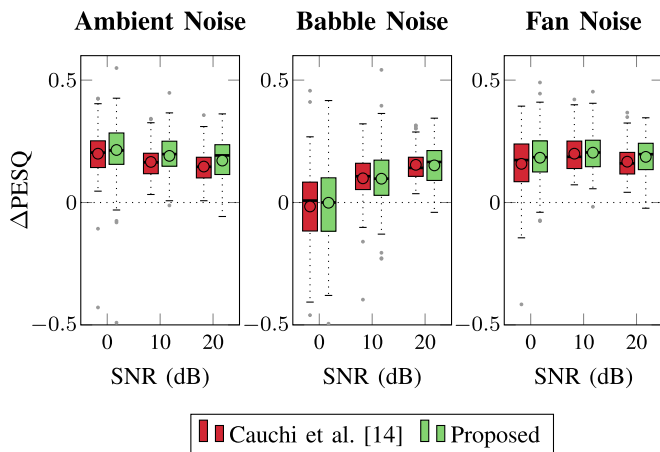 Ambient Noise Babble Noise Fan Noise
ΔPESQ
0.5 0.5 0.5
0 0 0
−0.5 −0.5 −0.5
0 10 20 0 10 20 0 10 20
SNR (dB) SNR (dB) SNR (dB)
Cauchi et al. [14] Proposed